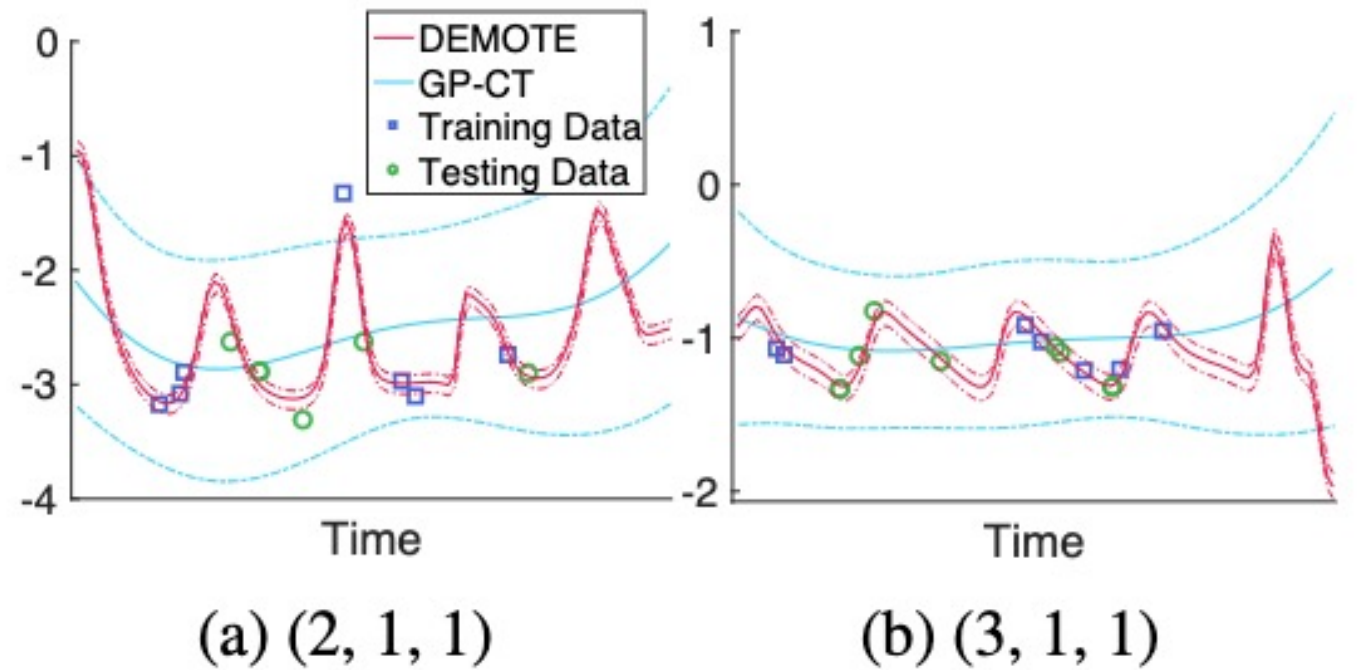 0
-1
-2
-3
-4
DEMOTE
GP-CT
Training Data
Testing Data
Time
(a) (2, 1, 1)
1
0
-1
-2
Time
(b) (3, 1, 1)